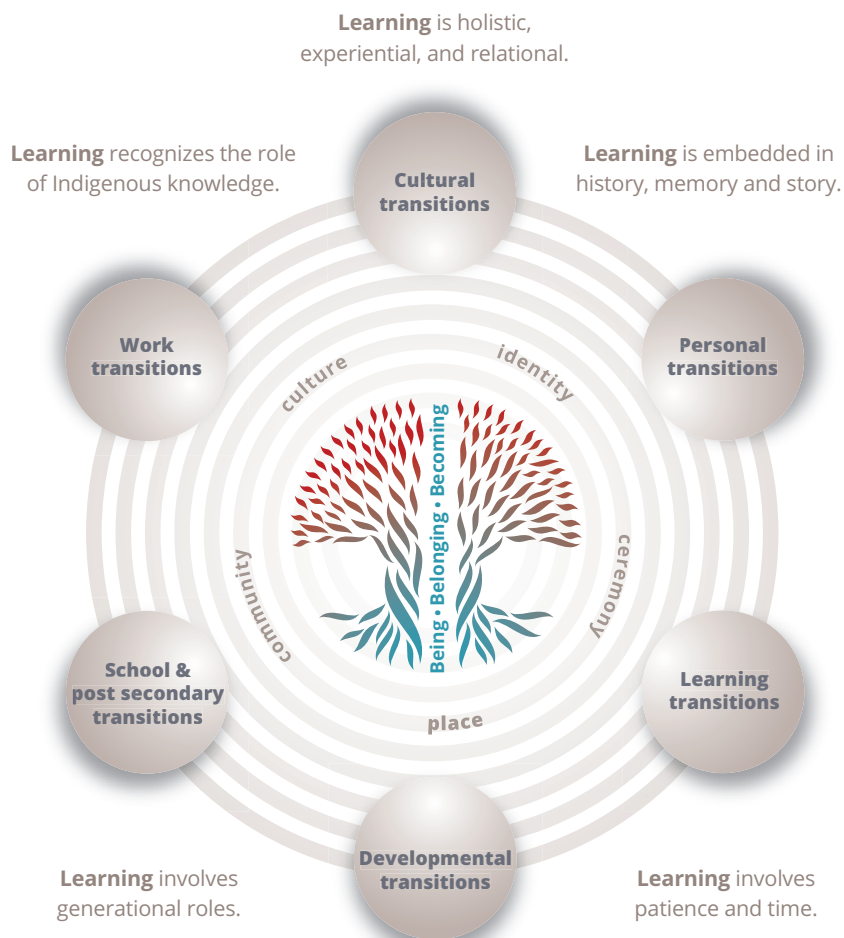 Learning is holistic,
experiential, and relational.
Learning recognizes the role
of Indigenous knowledge.
Learning is embedded in
history, memory and story.
Cultural
transitions
Work
transitions
Personal
transitions
culture
identity
Being • Belonging • Becoming
community
ceremony
School &
post secondary
transitions
Learning
transitions
place
Developmental
transitions
Learning involves
generational roles.
Learning involves
patience and time.